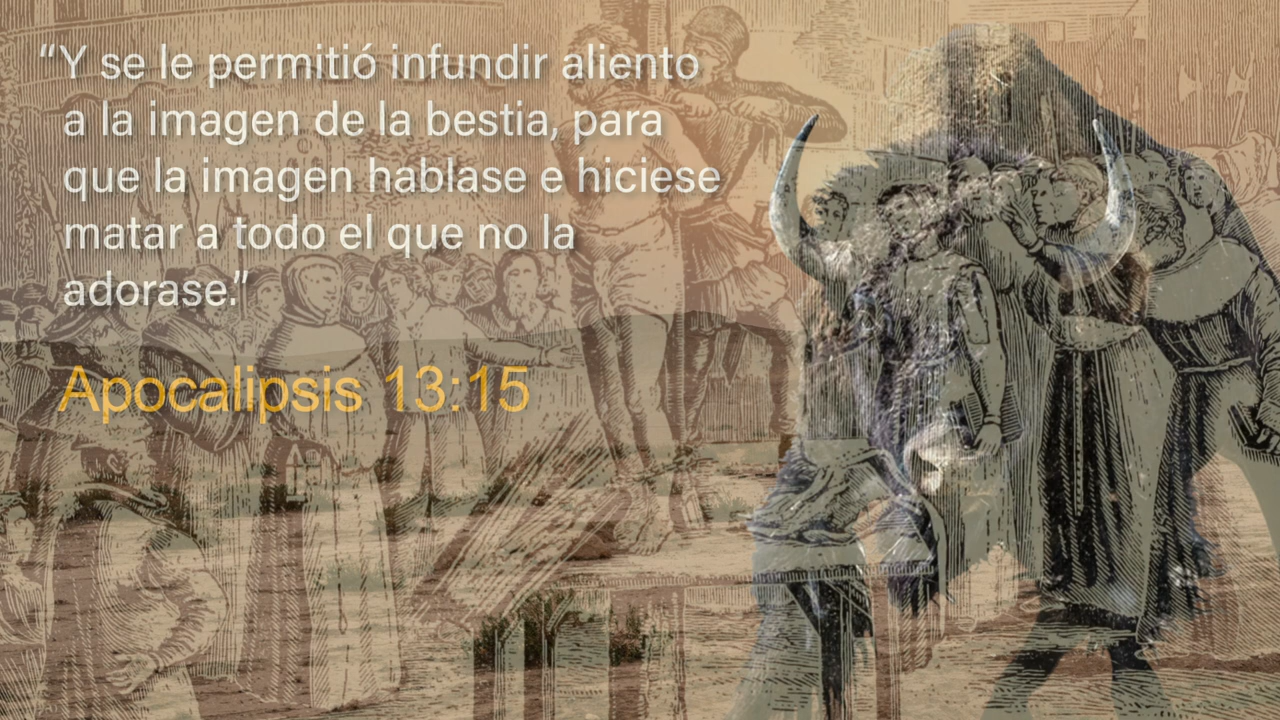 “Y se le permitió infundir aliento
a la imagen de la bestia, para
que la imagen hablase e hiciese
matar a todo el que no la
adorase.”
Apocalipsis 13:15